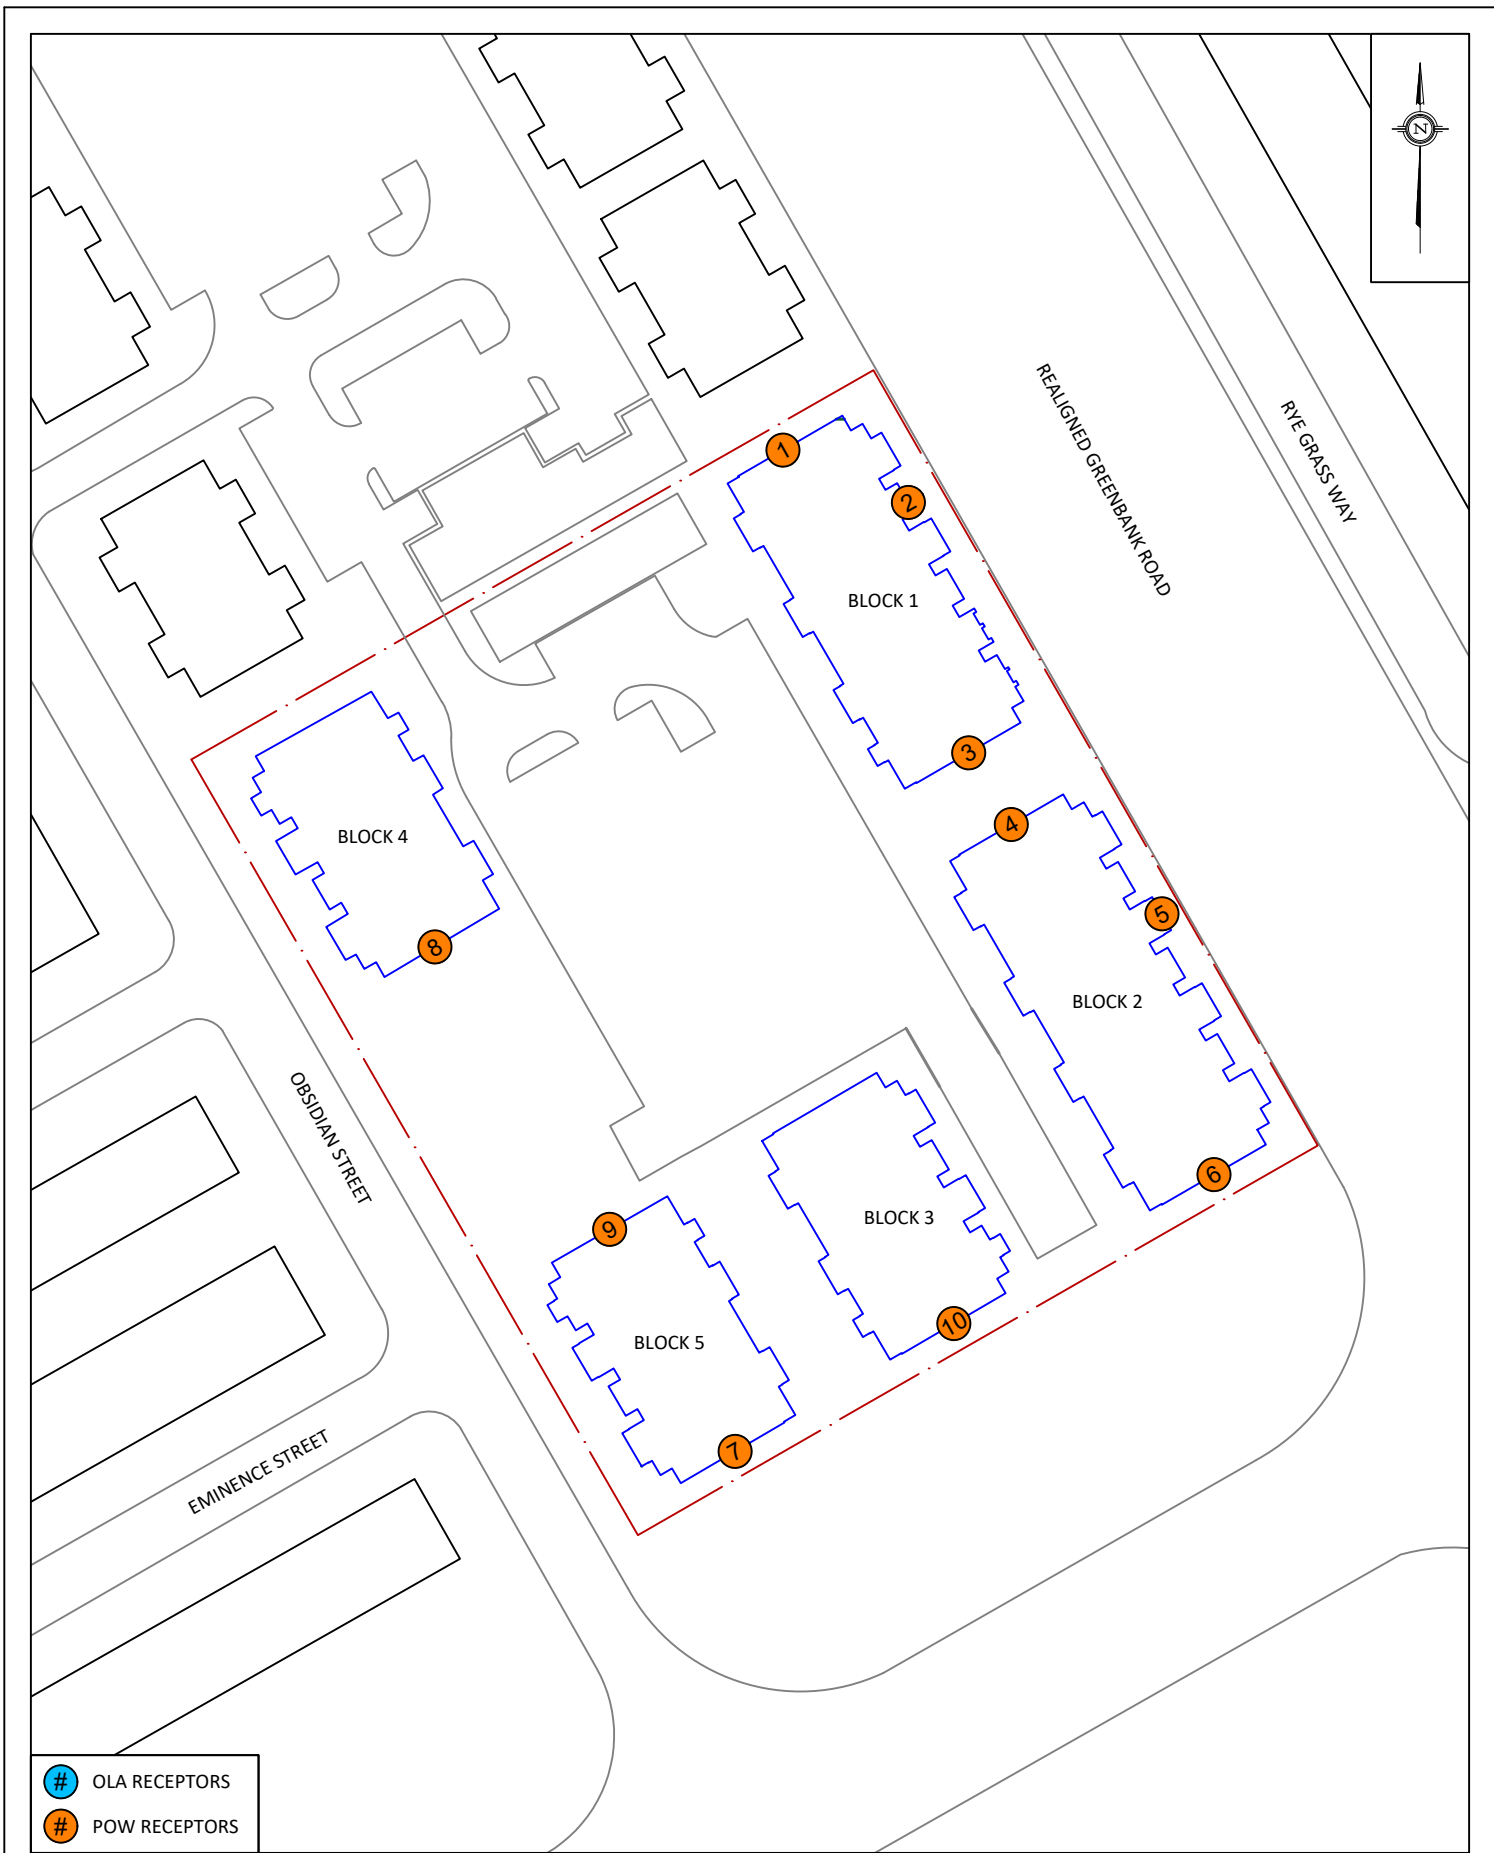 N
REALIGNED GREENBANK ROAD
RYE GRASS WAY
1
2
BLOCK 1
3
4
BLOCK 4
5
8
BLOCK 2
OBSIDIAN STREET
6
9
BLOCK 3
10
BLOCK 5
7
EMINENCE STREET
# OLA RECEPTORS
# POW RECEPTORS